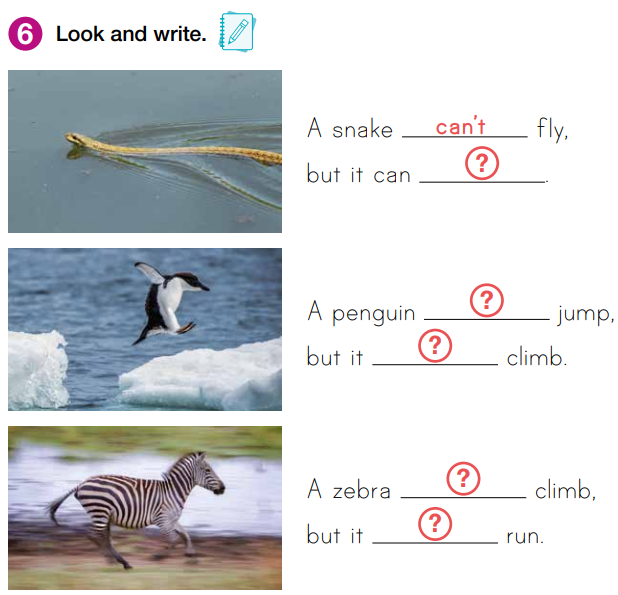 6 Look and write.
A snake can't fly,
but it can ? .
A penguin ? jump,
but it ? climb.
A zebra ? climb,
but it ? run.